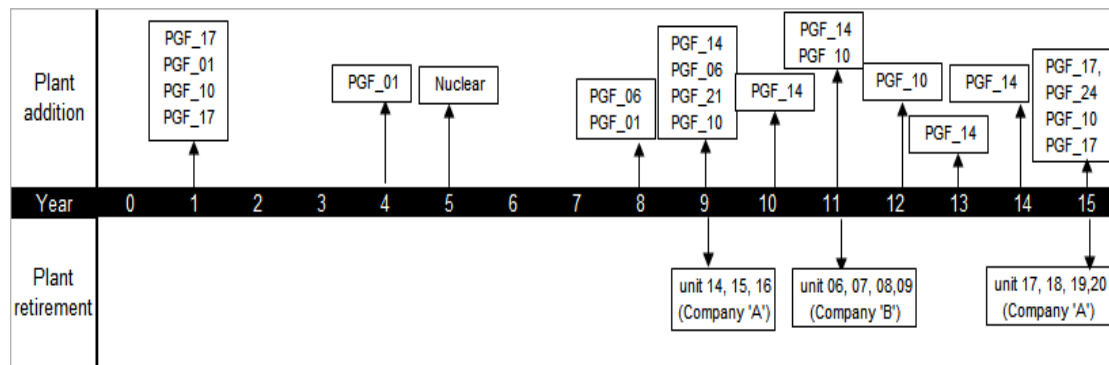 Plant
addition
PGF_17
PGF_01
PGF_10
PGF_17
PGF_01
Nuclear
PGF_06
PGF_01
PGF_14
PGF_06
PGF_21
PGF_10
PGF_14
PGF_14
PGF_10
PGF_10
PGF_14
PGF_14
PGF_17,
PGF_24
PGF_10
PGF_17
Year 0 1 2 3 4 5 6 7 8 9 10 11 12 13 14 15
Plant
retirement
unit 14, 15, 16
(Company 'A')
unit 06, 07, 08,09
(Company 'B')
unit 17, 18, 19,20
(Company 'A')